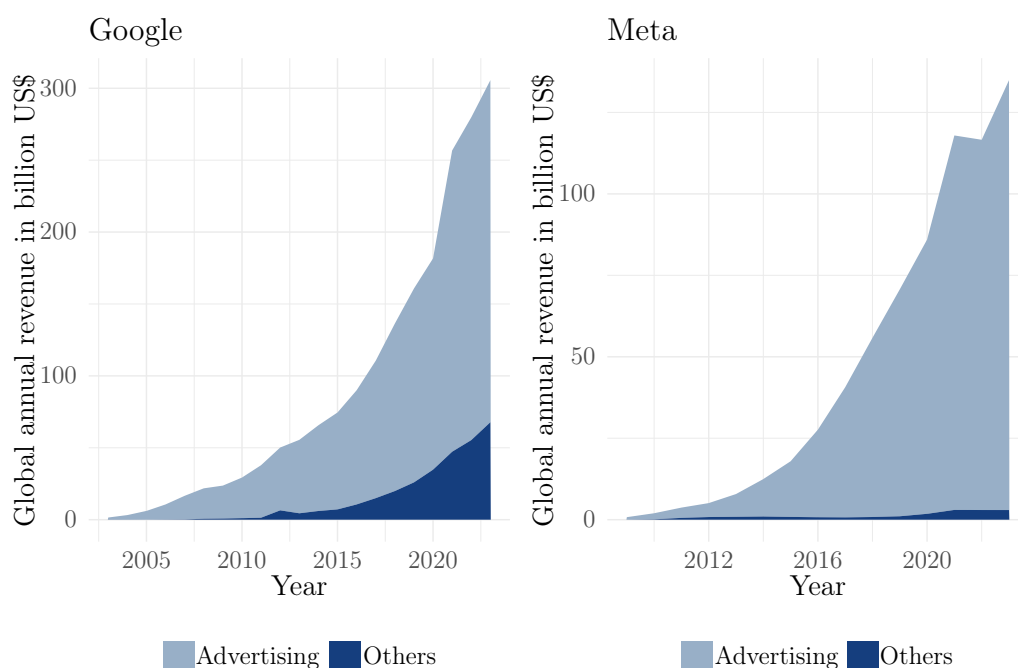 Google
Global annual revenue in billion US$
300
200
100
0
2005 2010 2015 2020
Year
Advertising Others
Meta
Global annual revenue in billion US$
100
50
0
2012 2016 2020
Year
Advertising Others